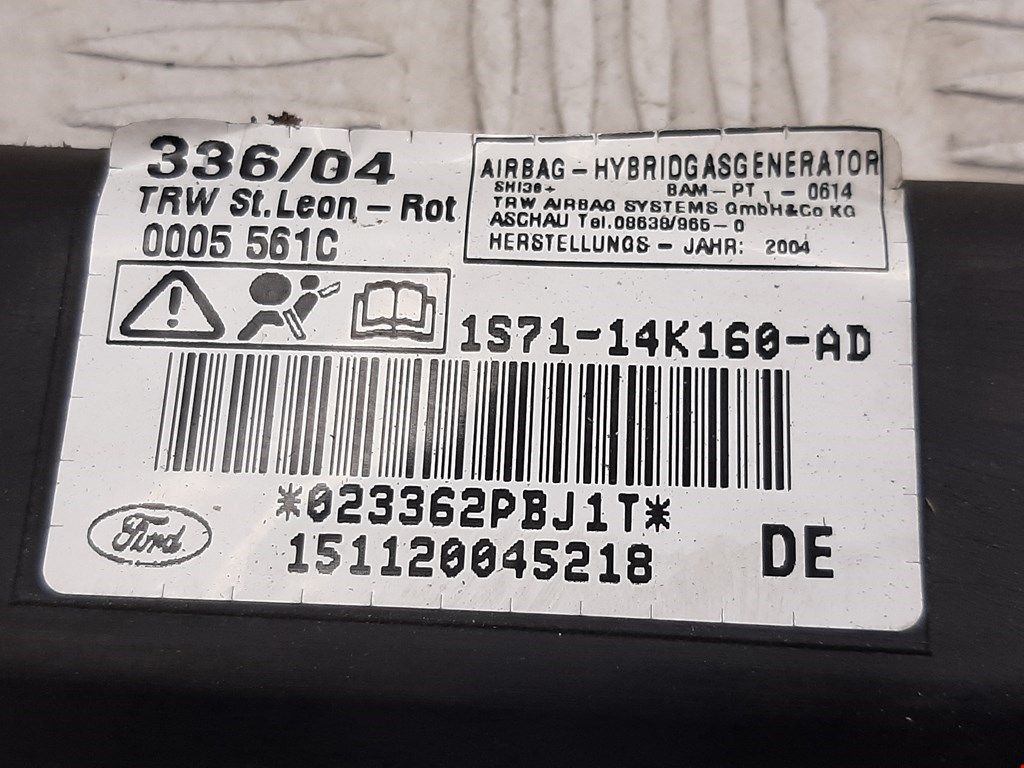 336/04
TRW St.Leon-Rot
0005 561C
AIRBAG-HYBRIDGASGENERATOR
SHI36+ BAM-PT 1-0614
TRW AIRBAG SYSTEMS GmbH&Co KG
ASCHAU Tel.08638/965-0
HERSTELLUNGS-JAHR: 2004
1S71-14K160-AD
*023362PBJ1T*
151120045218
Ford
DE